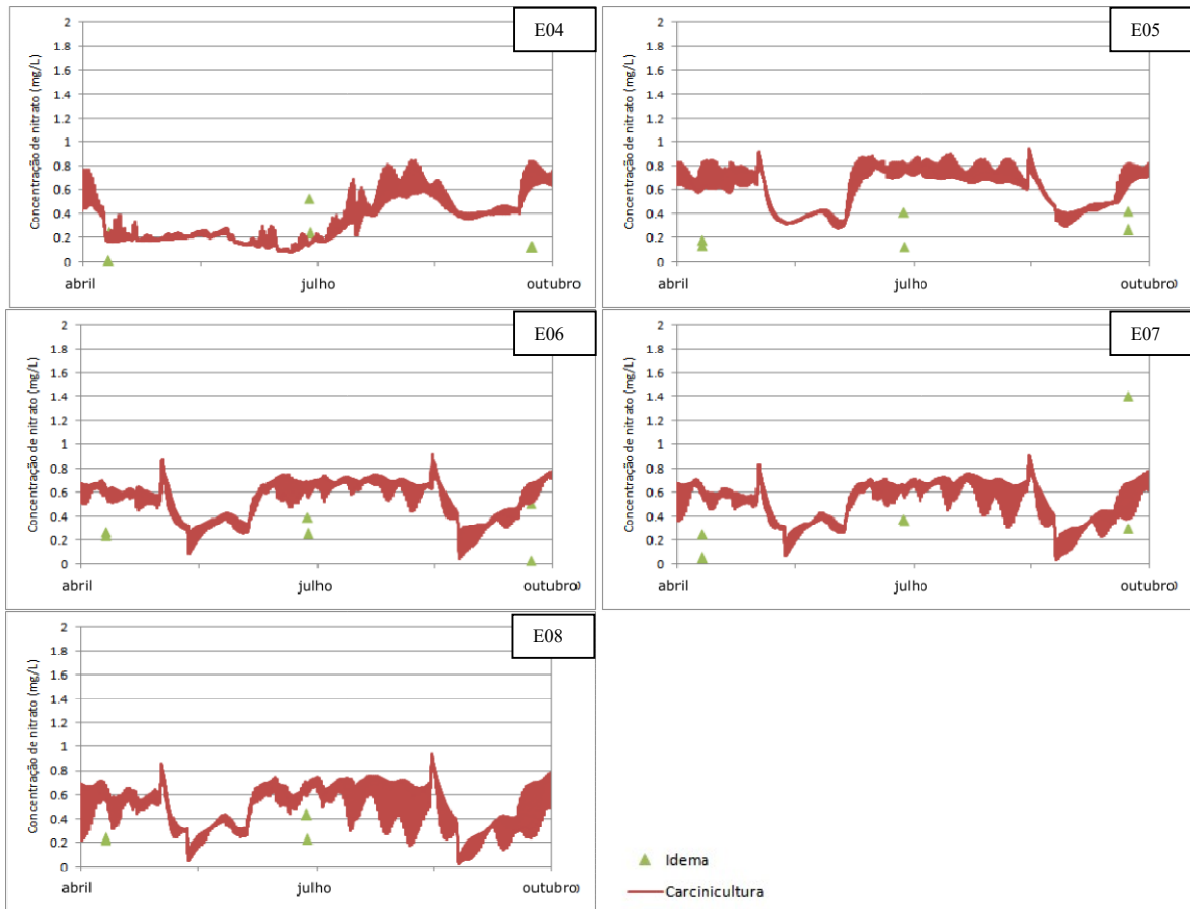 E04
Concentração de nitrato (mg/L)
2
1.8
1.6
1.4
1.2
1
0.8
0.6
0.4
0.2
0
abril
julho
outubro
E05
Concentração de nitrato (mg/L)
2
1.8
1.6
1.4
1.2
1
0.8
0.6
0.4
0.2
0
abril
julho
outubro
E06
Concentração de nitrato (mg/L)
2
1.8
1.6
1.4
1.2
1
0.8
0.6
0.4
0.2
0
abril
julho
outubro
E07
Concentração de nitrato (mg/L)
2
1.8
1.6
1.4
1.2
1
0.8
0.6
0.4
0.2
0
abril
julho
outubro
E08
Concentração de nitrato (mg/L)
2
1.8
1.6
1.4
1.2
1
0.8
0.6
0.4
0.2
0
abril
julho
outubro
Idema
Carcinicultura